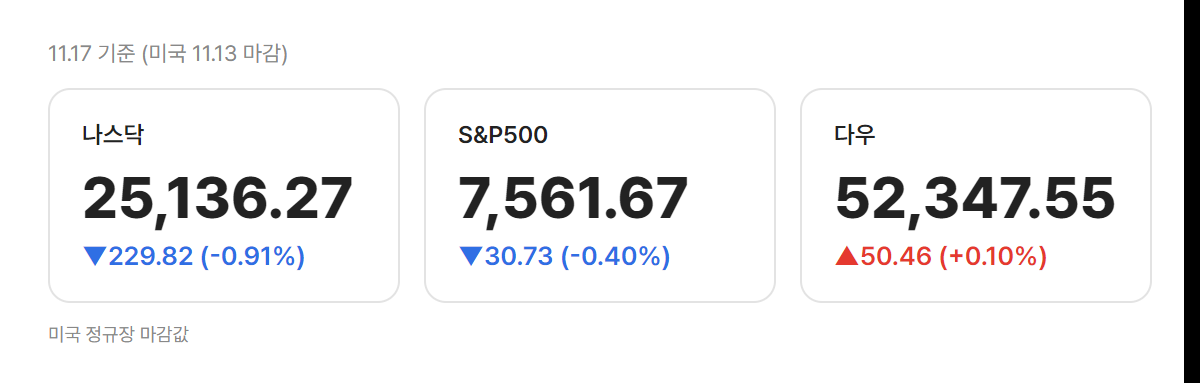 11.17 기준 (미국 11.13 마감)
나스닥
25,136.27
▼229.82 (-0.91%)
S&P500
7,561.67
▼30.73 (-0.40%)
다우
52,347.55
▲50.46 (+0.10%)
미국 정규장 마감값